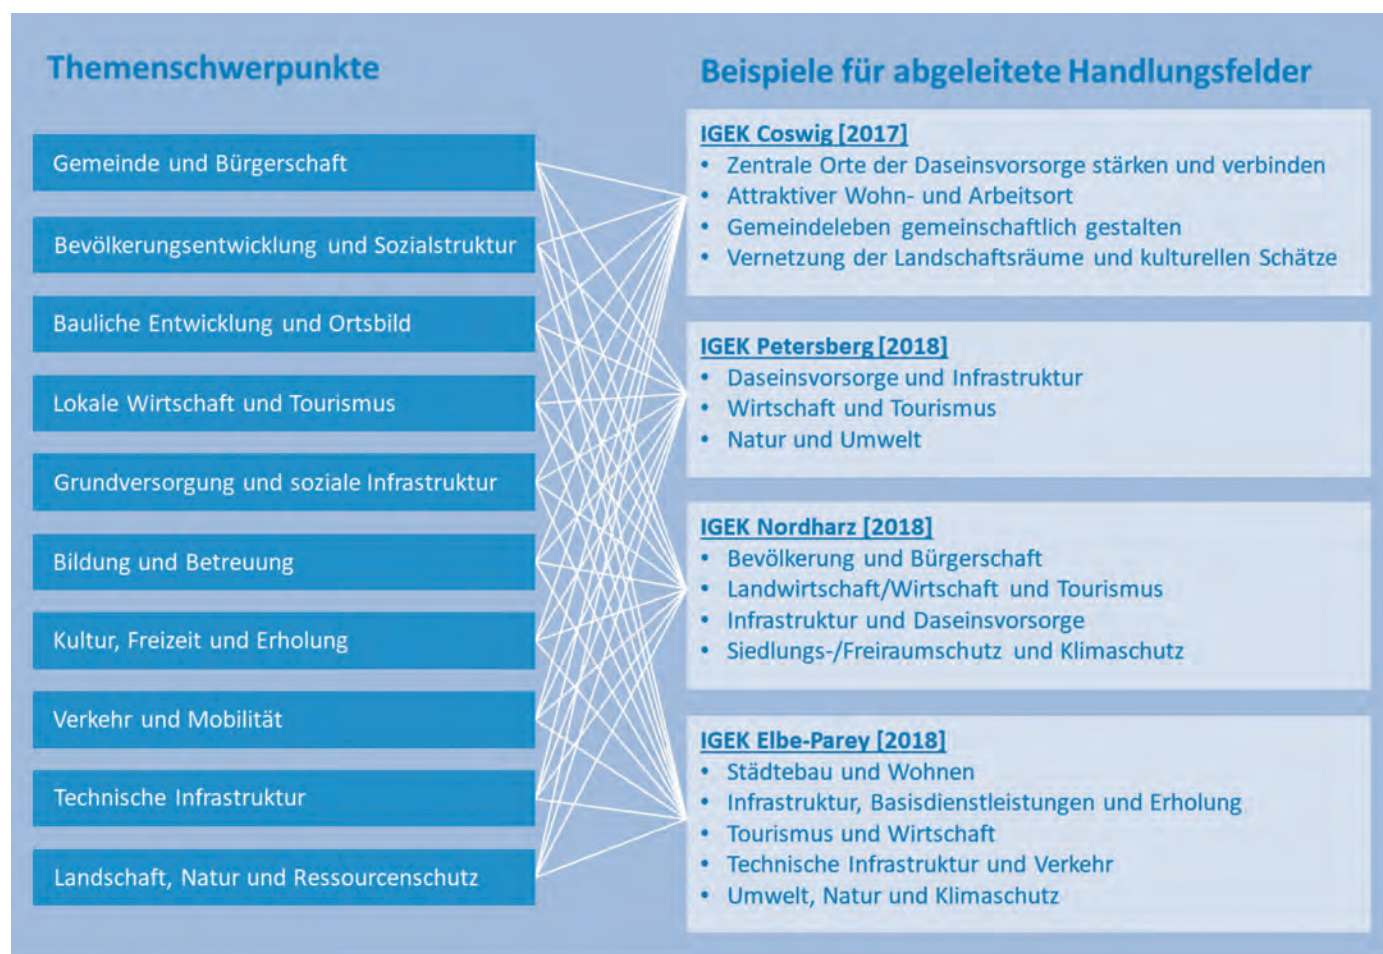 Themenschwerpunkte
Gemeinde und Bürgerschaft
Bevölkerungsentwicklung und Sozialstruktur
Bauliche Entwicklung und Ortsbild
Lokale Wirtschaft und Tourismus
Grundversorgung und soziale Infrastruktur
Bildung und Betreuung
Kultur, Freizeit und Erholung
Verkehr und Mobilität
Technische Infrastruktur
Landschaft, Natur und Ressourcenschutz
Beispiele für abgeleitete Handlungsfelder
IGEK Coswig [2017]
• Zentrale Orte der Daseinsvorsorge stärken und verbinden
• Attraktiver Wohn- und Arbeitsort
• Gemeindeleben gemeinschaftlich gestalten
• Vernetzung der Landschaftsräume und kulturellen Schätze
IGEK Petersberg [2018]
• Daseinsvorsorge und Infrastruktur
• Wirtschaft und Tourismus
• Natur und Umwelt
IGEK Nordharz [2018]
• Bevölkerung und Bürgerschaft
• Landwirtschaft/Wirtschaft und Tourismus
• Infrastruktur und Daseinsvorsorge
• Siedlungs-/Freiraumschutz und Klimaschutz
IGEK Elbe-Parey [2018]
• Städtebau und Wohnen
• Infrastruktur, Basisdienstleistungen und Erholung
• Tourismus und Wirtschaft
• Technische Infrastruktur und Verkehr
• Umwelt, Natur und Klimaschutz